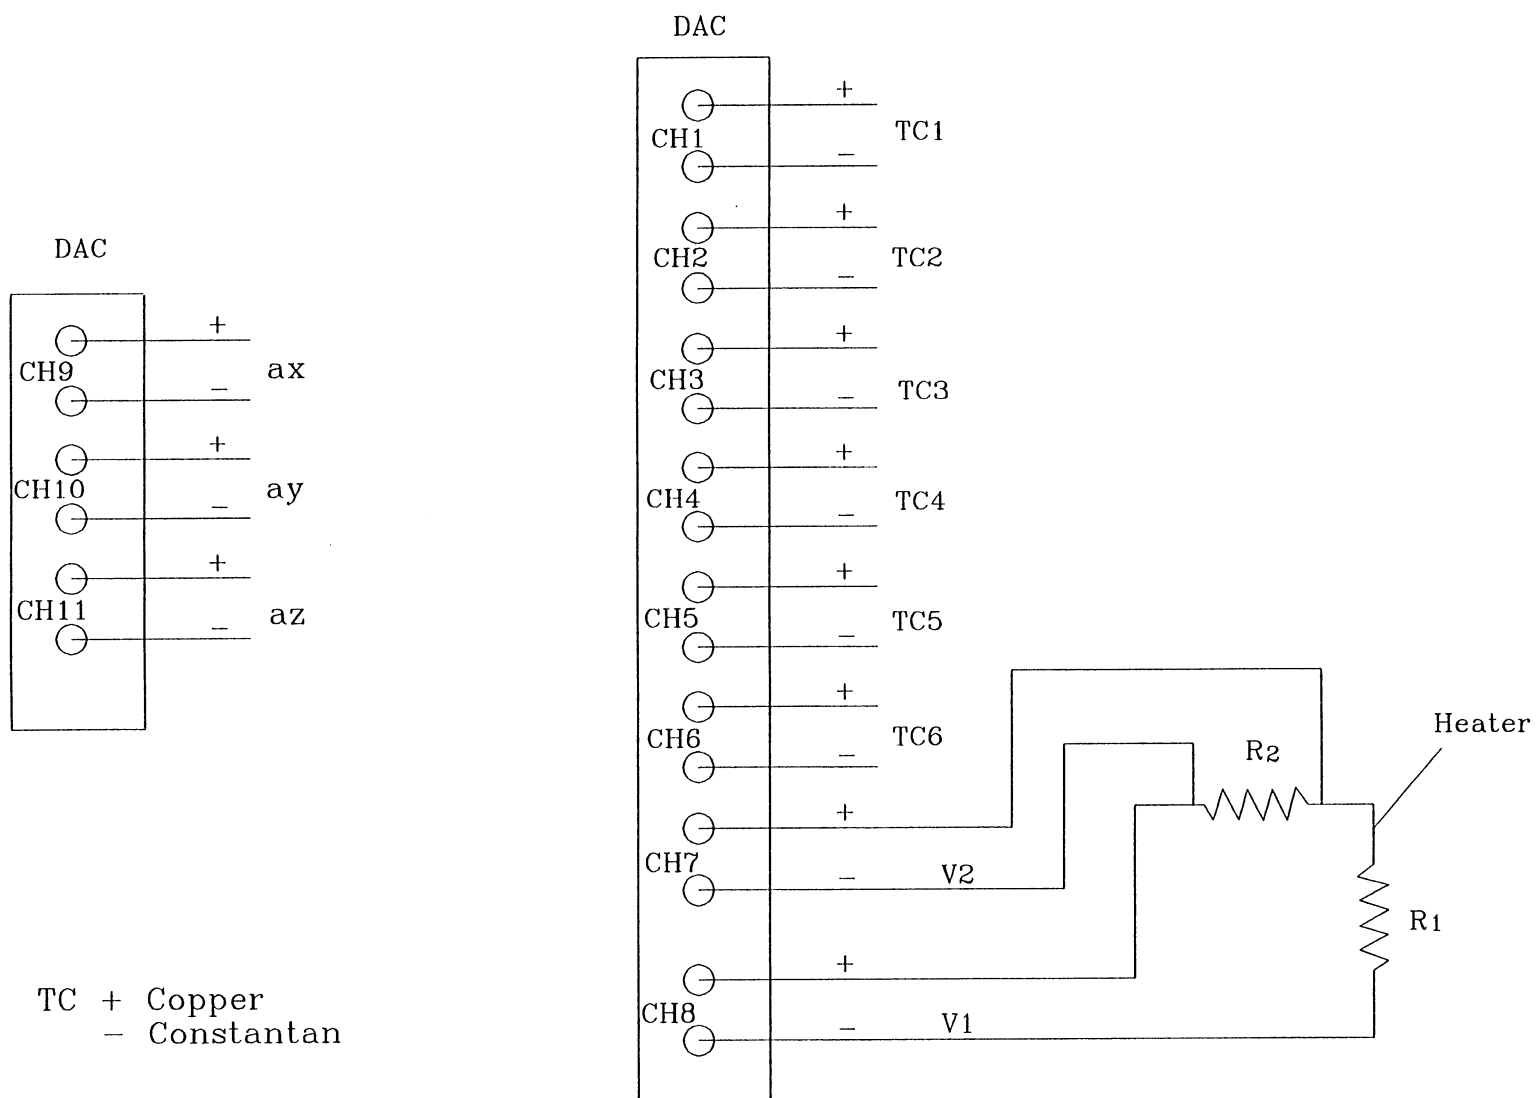 DAC
CH9
+
-
ax
CH10
+
-
ay
CH11
+
-
az
DAC
CH1
+
-
TC1
CH2
+
-
TC2
CH3
+
-
TC3
CH4
+
-
TC4
CH5
+
-
TC5
CH6
+
-
TC6
CH7
+
-
V2
CH8
+
-
V1
R2
Heater
R1
TC + Copper
- Constantan